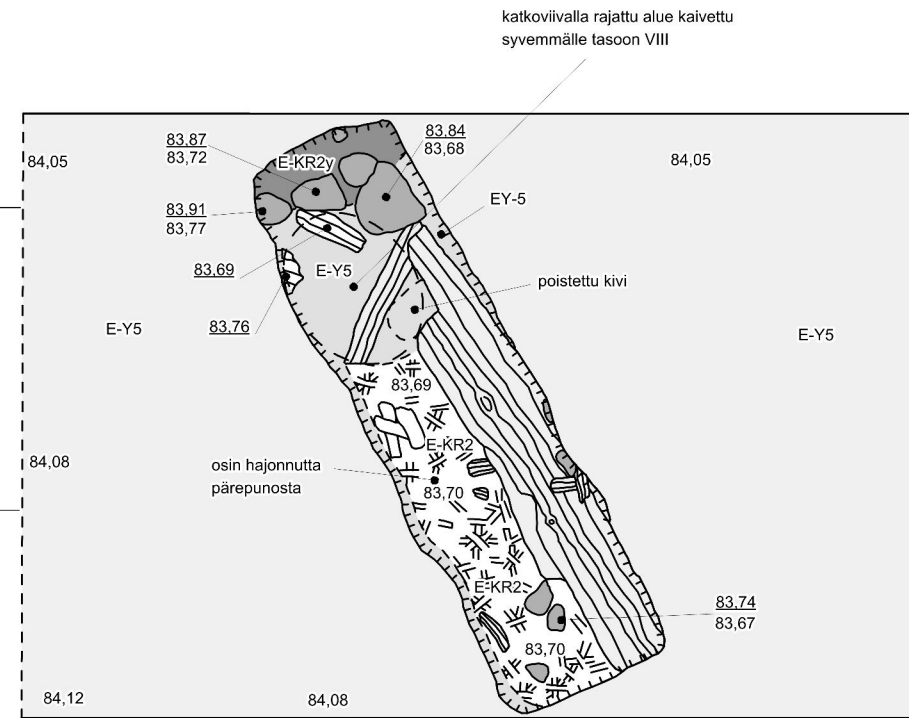 katkoviivalla rajattu alue kaivettu
syvemmälle tasoon VIII
83,87
83,72
E-KR2y
83,84
83,68
84,05
84,05
83,91
83,77
EY-5
83,69
E-Y5
poistettu kivi
E-Y5
83,76
E-Y5
83,69
E-KR2
84,08
osin hajonnutta
pärepunosta
83,70
E-KR2
83,74
83,67
83,70
84,12
84,08